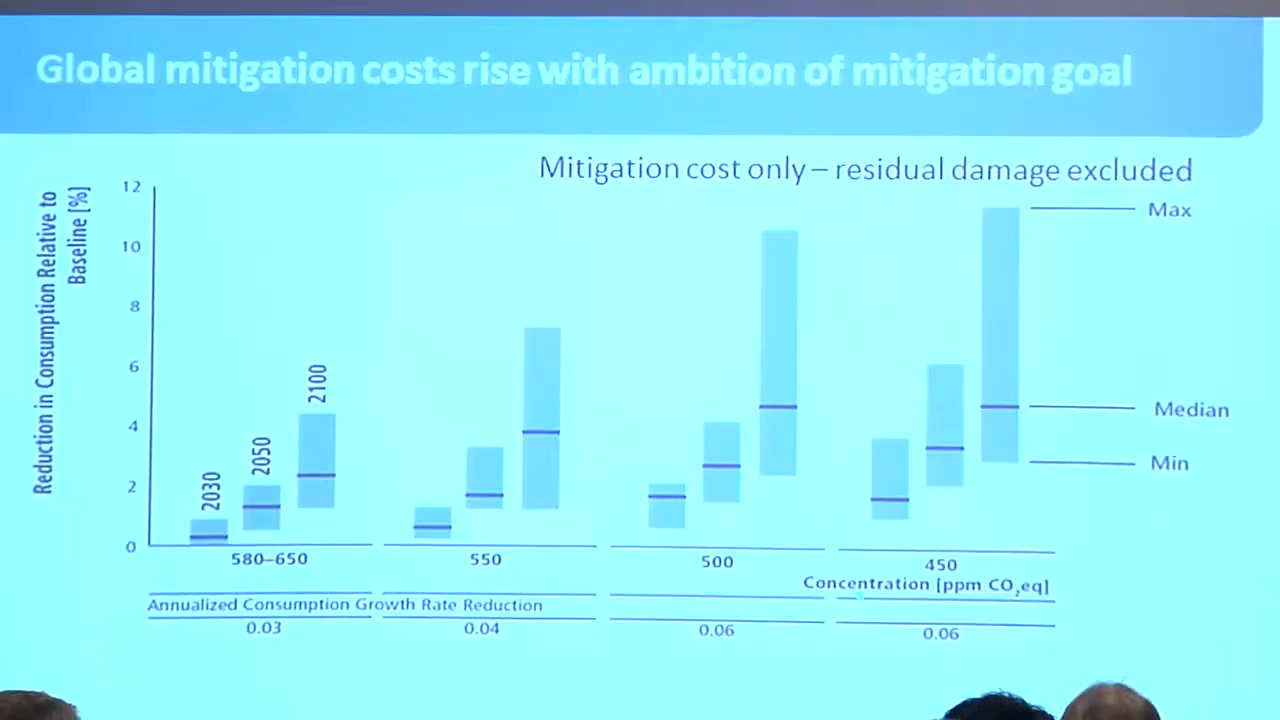 Global mitigation costs rise with ambition of mitigation goal
Mitigation cost only – residual damage excluded
Reduction in Consumption Relative to
Baseline [%]
12
10
8
6
4
2
0
2030
2050
2100
Max
Median
Min
580–650
550
500
450
Concentration [ppm CO₂eq]
Annualized Consumption Growth Rate Reduction
0.03
0.04
0.06
0.06